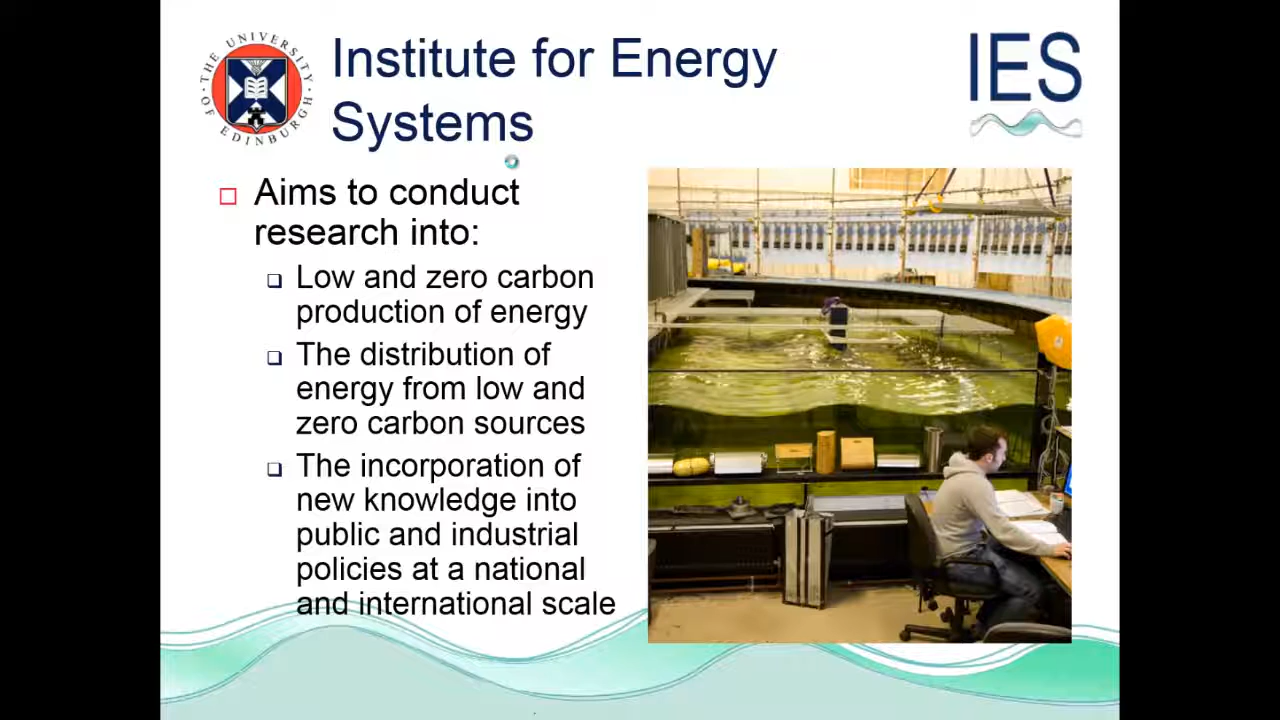 THE UNIVERSITY OF EDINBURGH
Institute for Energy
Systems
IES
Aims to conduct
research into:
Low and zero carbon
production of energy
The distribution of
energy from low and
zero carbon sources
The incorporation of
new knowledge into
public and industrial
policies at a national
and international scale